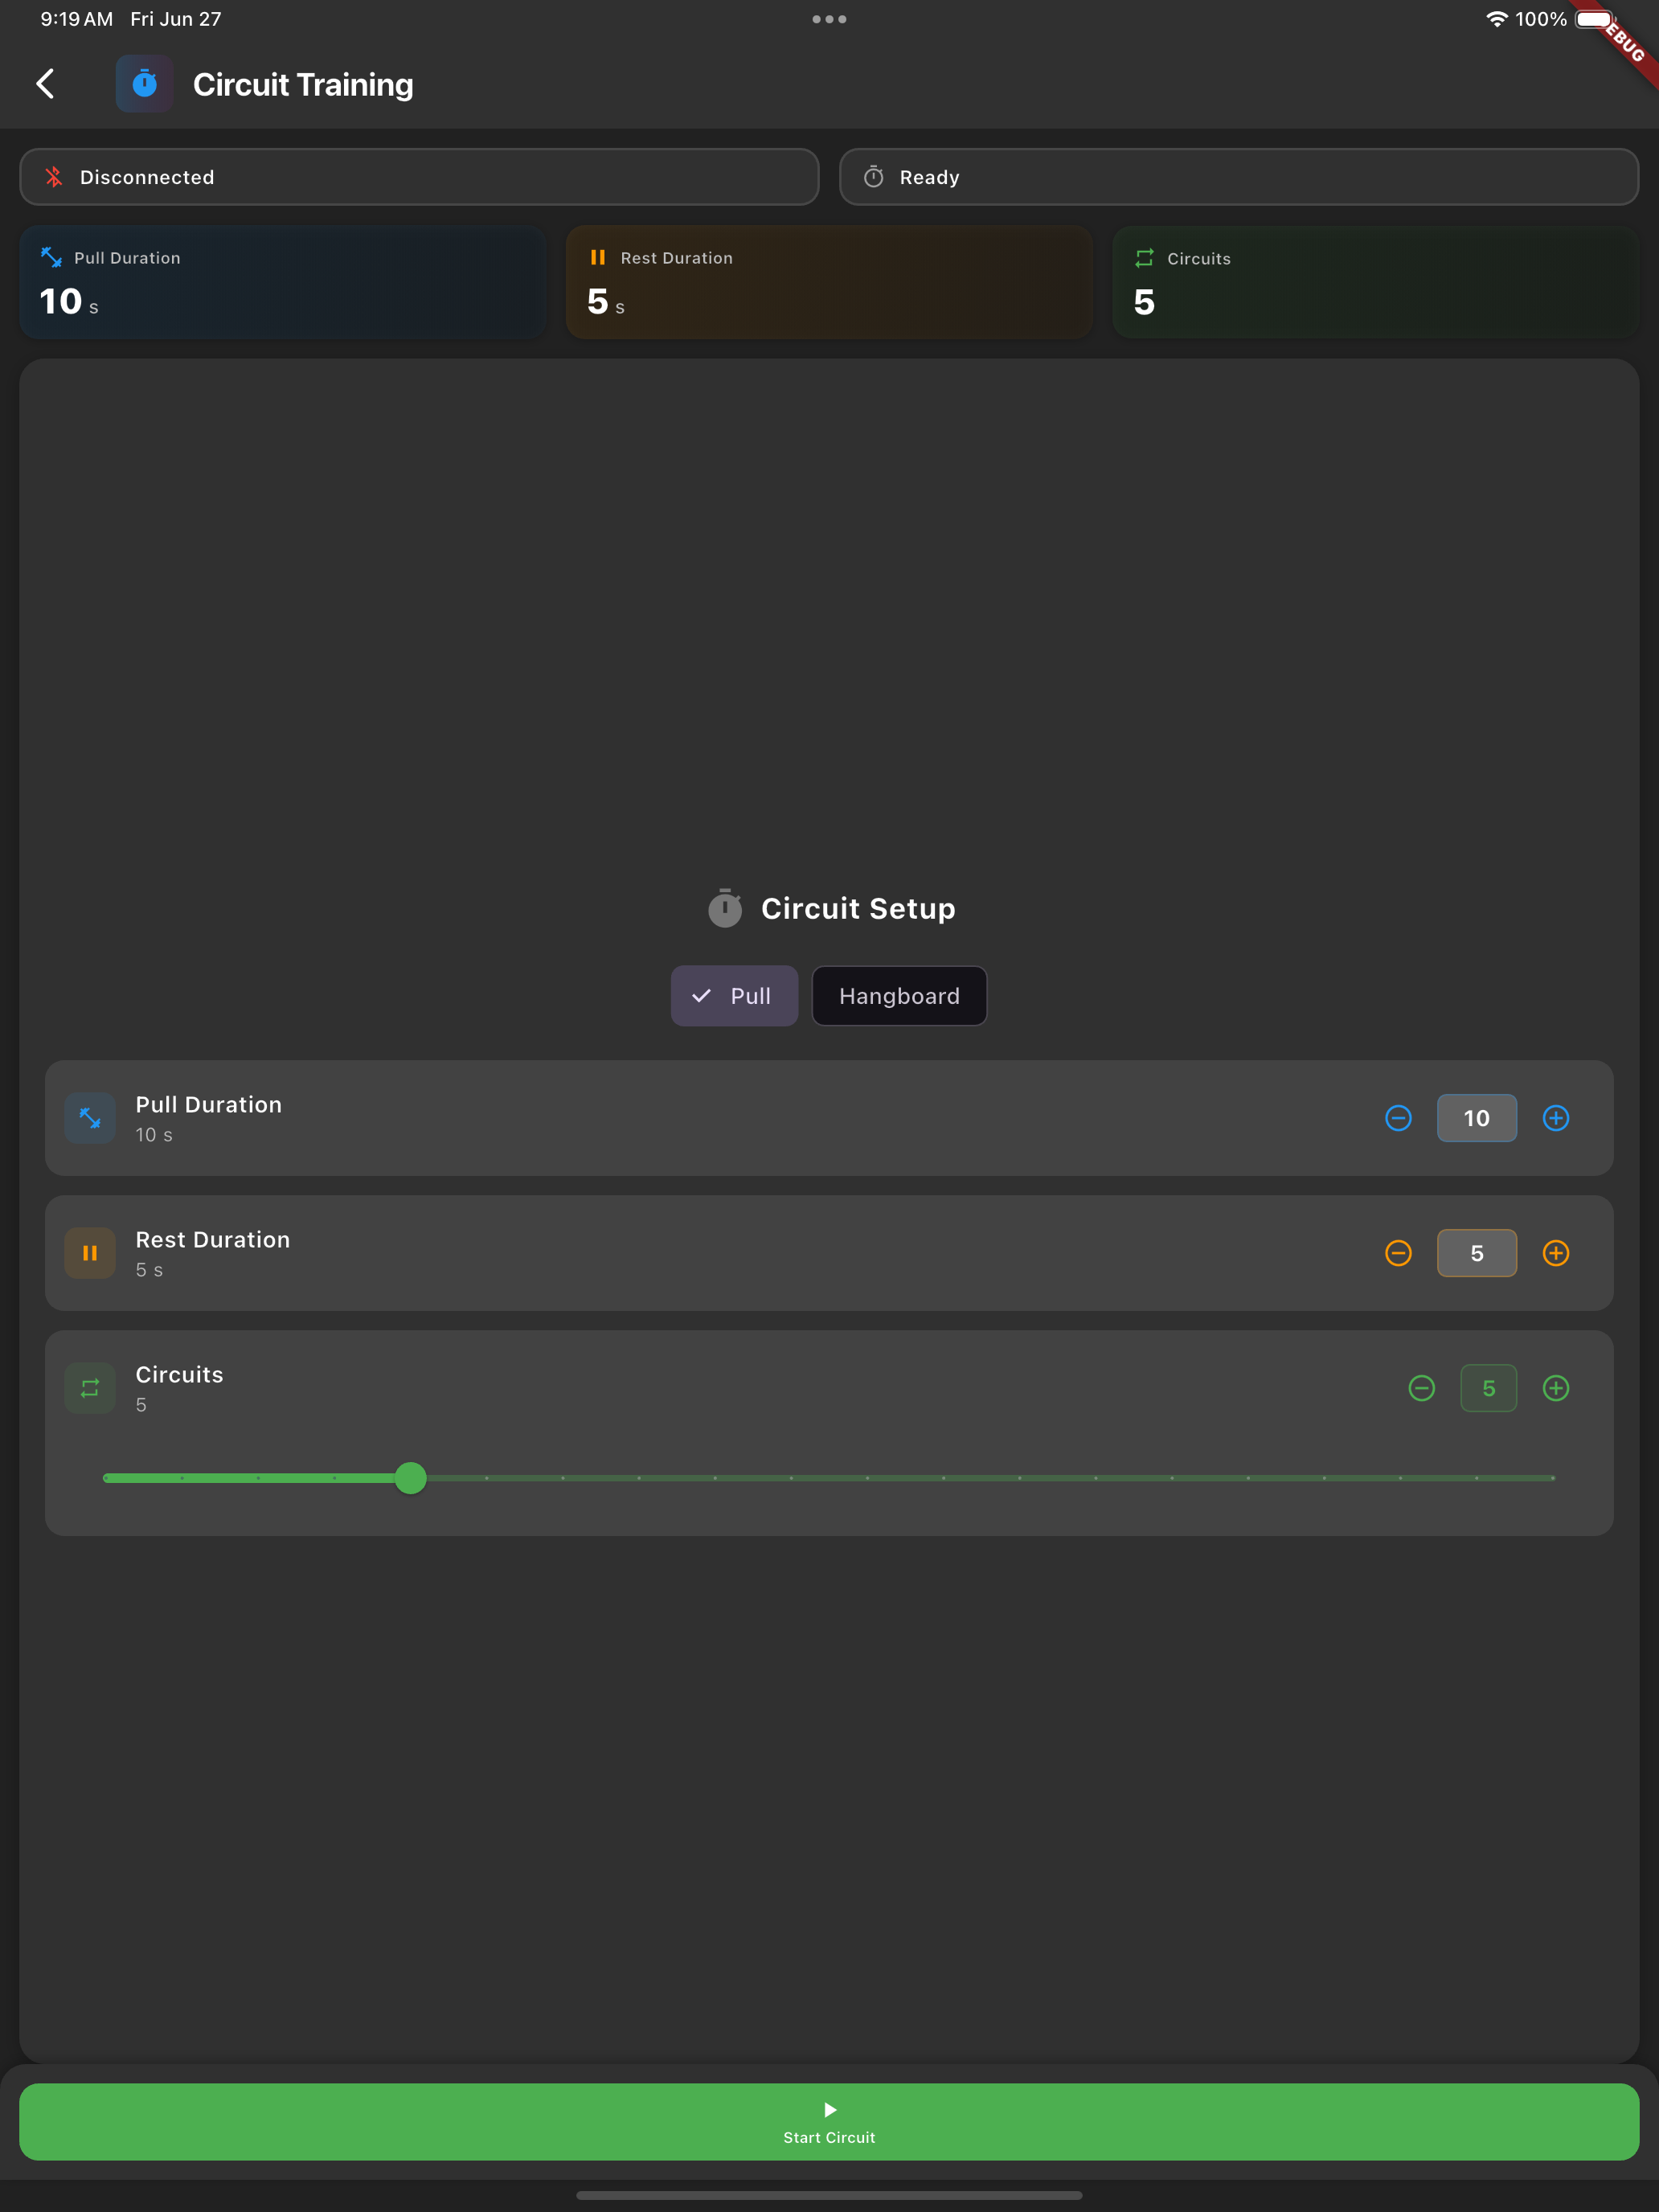 9:19 AM Fri Jun 27
100%
EBUG
Circuit Training
Disconnected
Ready
Pull Duration
10 s
Rest Duration
5 s
Circuits
5
Circuit Setup
Pull
Hangboard
Pull Duration
10 s
10
Rest Duration
5 s
5
Circuits
5
5
Start Circuit